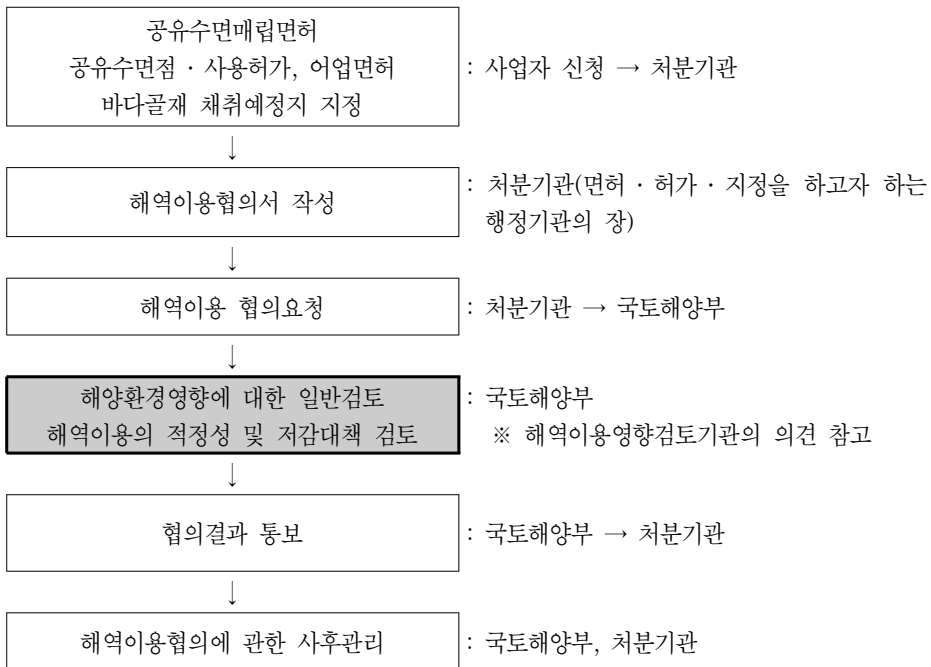 공유수면매립면허
공유수면점 · 사용허가, 어업면허
바다골재 채취예정지 지정
: 사업자 신청 → 처분기관
↓
해역이용협의서 작성
: 처분기관(면허 · 허가 · 지정을 하고자 하는
행정기관의 장)
↓
해역이용 협의요청
: 처분기관 → 국토해양부
↓
해양환경영향에 대한 일반검토
해역이용의 적정성 및 저감대책 검토
: 국토해양부
※ 해역이용영향검토기관의 의견 참고
↓
협의결과 통보
: 국토해양부 → 처분기관
↓
해역이용협의에 관한 사후관리
: 국토해양부, 처분기관